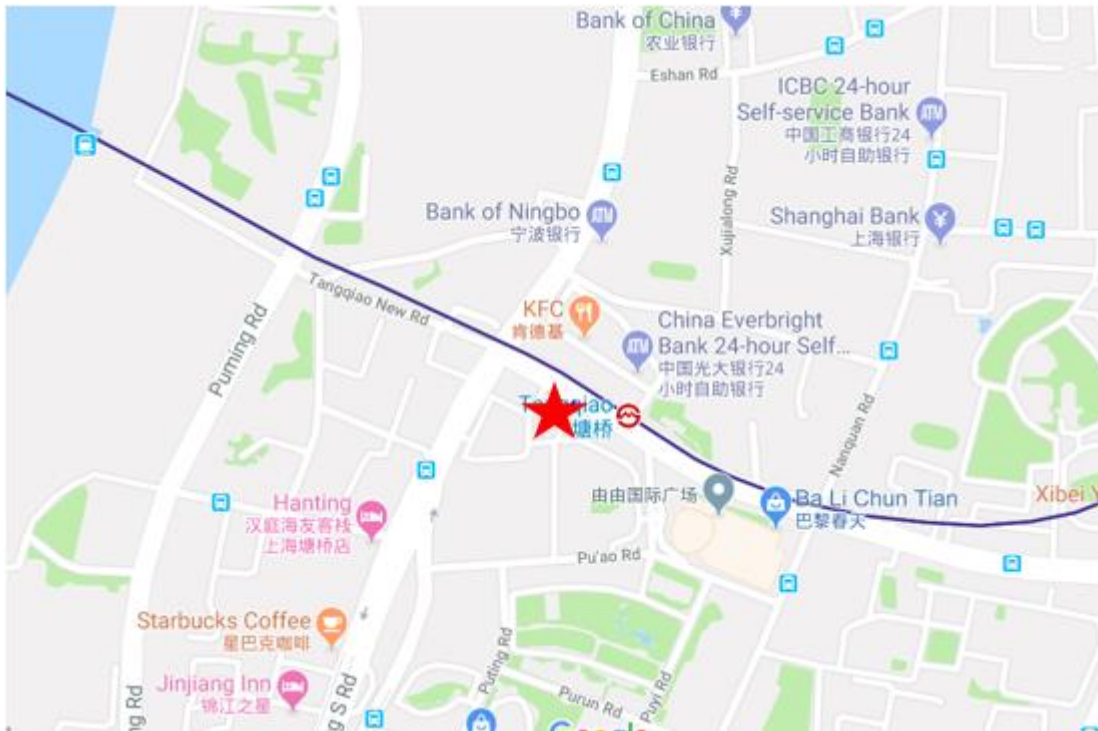 Bank of China
农业银行
Eshan Rd
ICBC 24-hour
Self-service Bank
中国工商银行24
小时自助银行
Xujialong Rd
Bank of Ningbo
宁波银行
Shanghai Bank
上海银行
Tangqiao New Rd
Puming Rd
KFC
肯德基
China Everbright
Bank 24-hour Self...
中国光大银行24
小时自助银行
塘桥
Nanquan Rd
由由国际广场
Ba Li Chun Tian
巴黎春天
Xibei Y
Hanting
汉庭海友客栈
上海塘桥店
Pu'ao Rd
Starbucks Coffee
星巴克咖啡
Jinjiang Inn
锦江之星
Puting Rd
Purun Rd
Puyi Rd
g S Rd
ng Rd